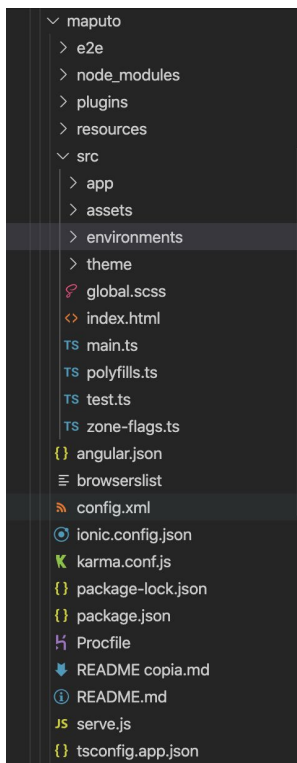 maputo
e2e
node_modules
plugins
resources
src
app
assets
environments
theme
global.scss
index.html
TS main.ts
TS polyfills.ts
TS test.ts
TS zone-flags.ts
{} angular.json
browserslist
config.xml
ionic.config.json
karma.conf.js
{} package-lock.json
{} package.json
Procfile
README copia.md
README.md
JS serve.js
{} tsconfig.app.json